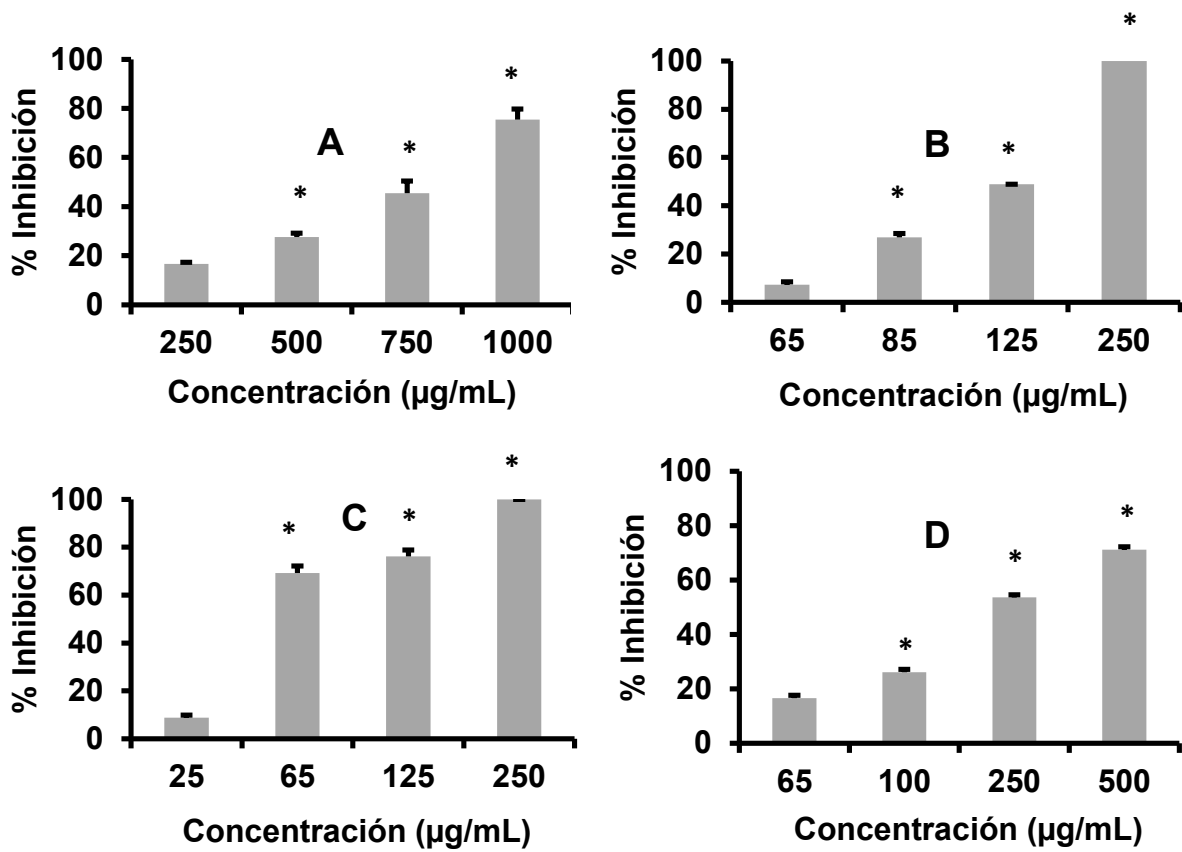 % Inhibición
100
80
60
40
20
0
A
*
*
*
250 500 750 1000
Concentración (µg/mL)
% Inhibición
100
80
60
40
20
0
B
*
*
*
65 85 125 250
Concentración (µg/mL)
% Inhibición
100
80
60
40
20
0
C
*
*
*
25 65 125 250
Concentración (µg/mL)
% Inhibición
100
80
60
40
20
0
D
*
*
*
65 100 250 500
Concentración (µg/mL)